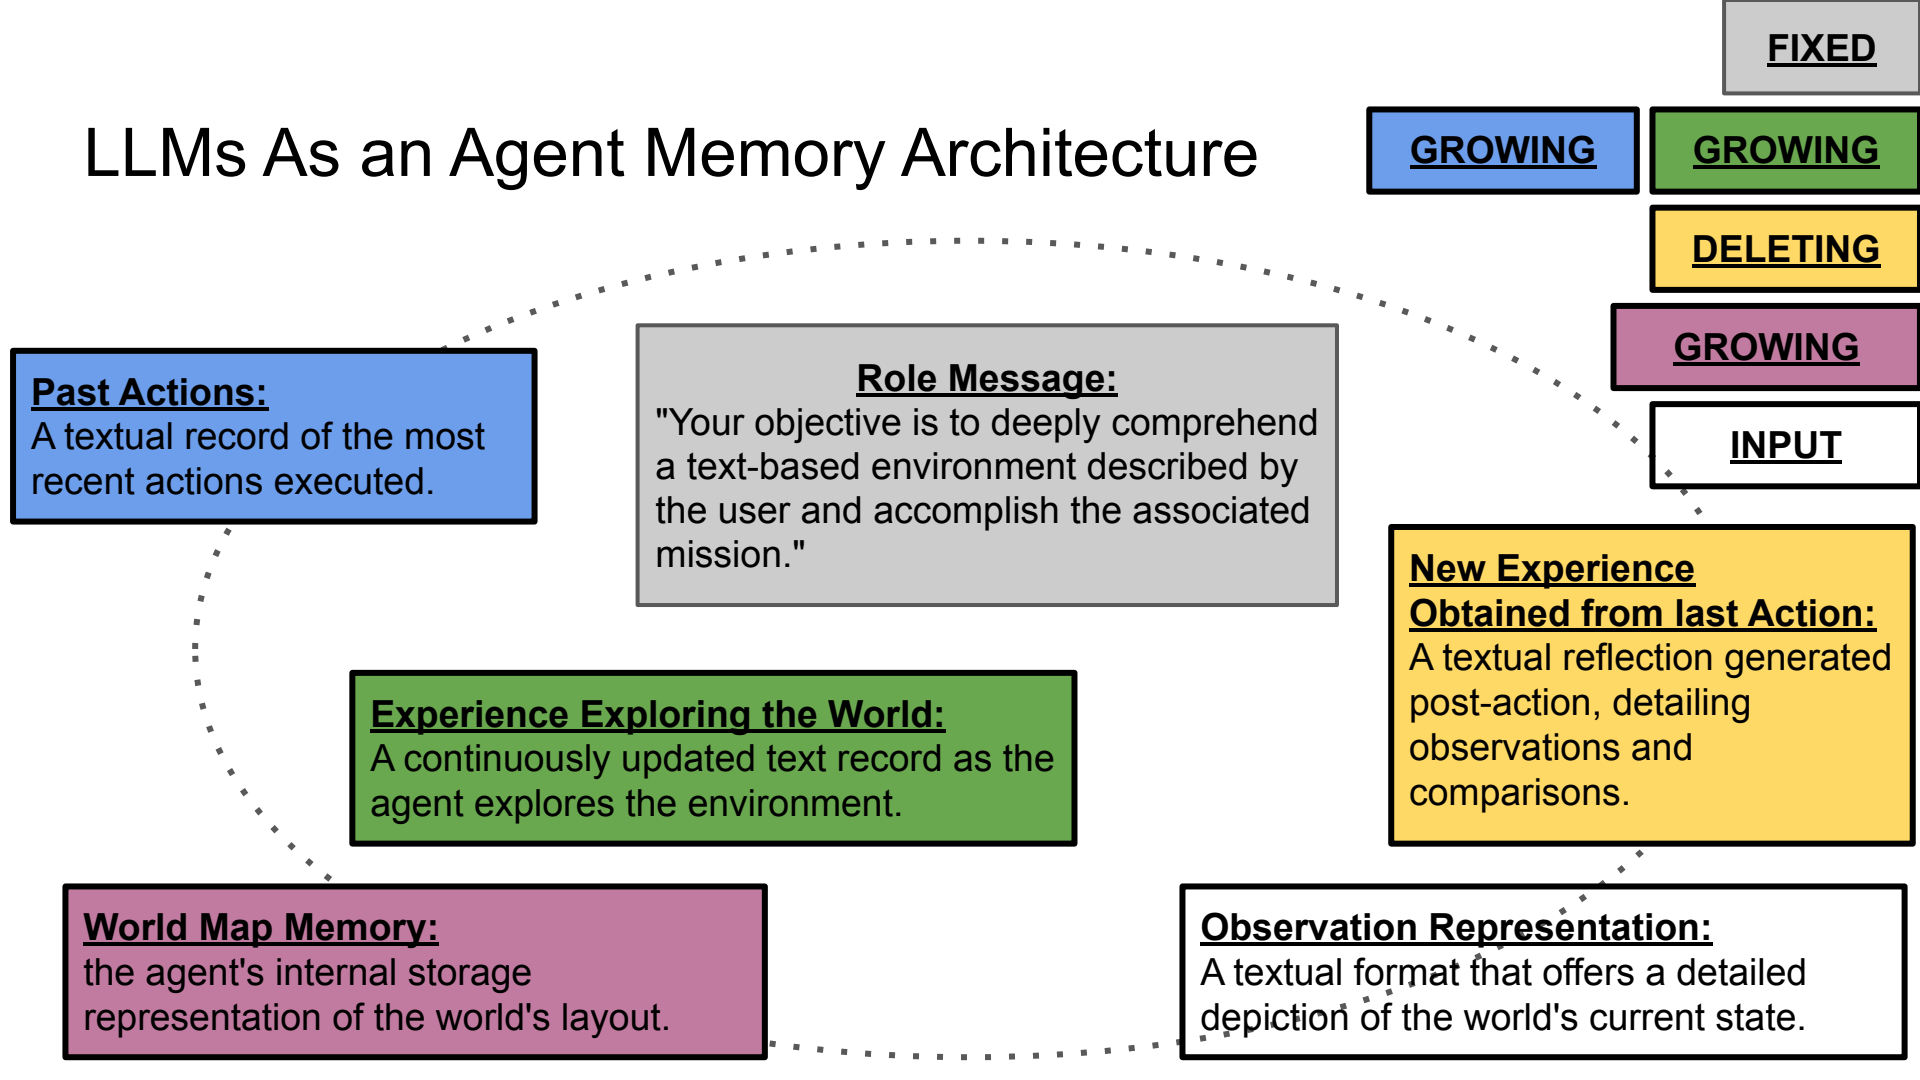 FIXED
LLMs As an Agent Memory Architecture
GROWING
GROWING
DELETING
GROWING
INPUT
Past Actions:
A textual record of the most
recent actions executed.
Role Message:
"Your objective is to deeply comprehend
a text-based environment described by
the user and accomplish the associated
mission."
New Experience
Obtained from last Action:
A textual reflection generated
post-action, detailing
observations and
comparisons.
Experience Exploring the World:
A continuously updated text record as the
agent explores the environment.
World Map Memory:
the agent's internal storage
representation of the world's layout.
Observation Representation:
A textual format that offers a detailed
depiction of the world's current state.